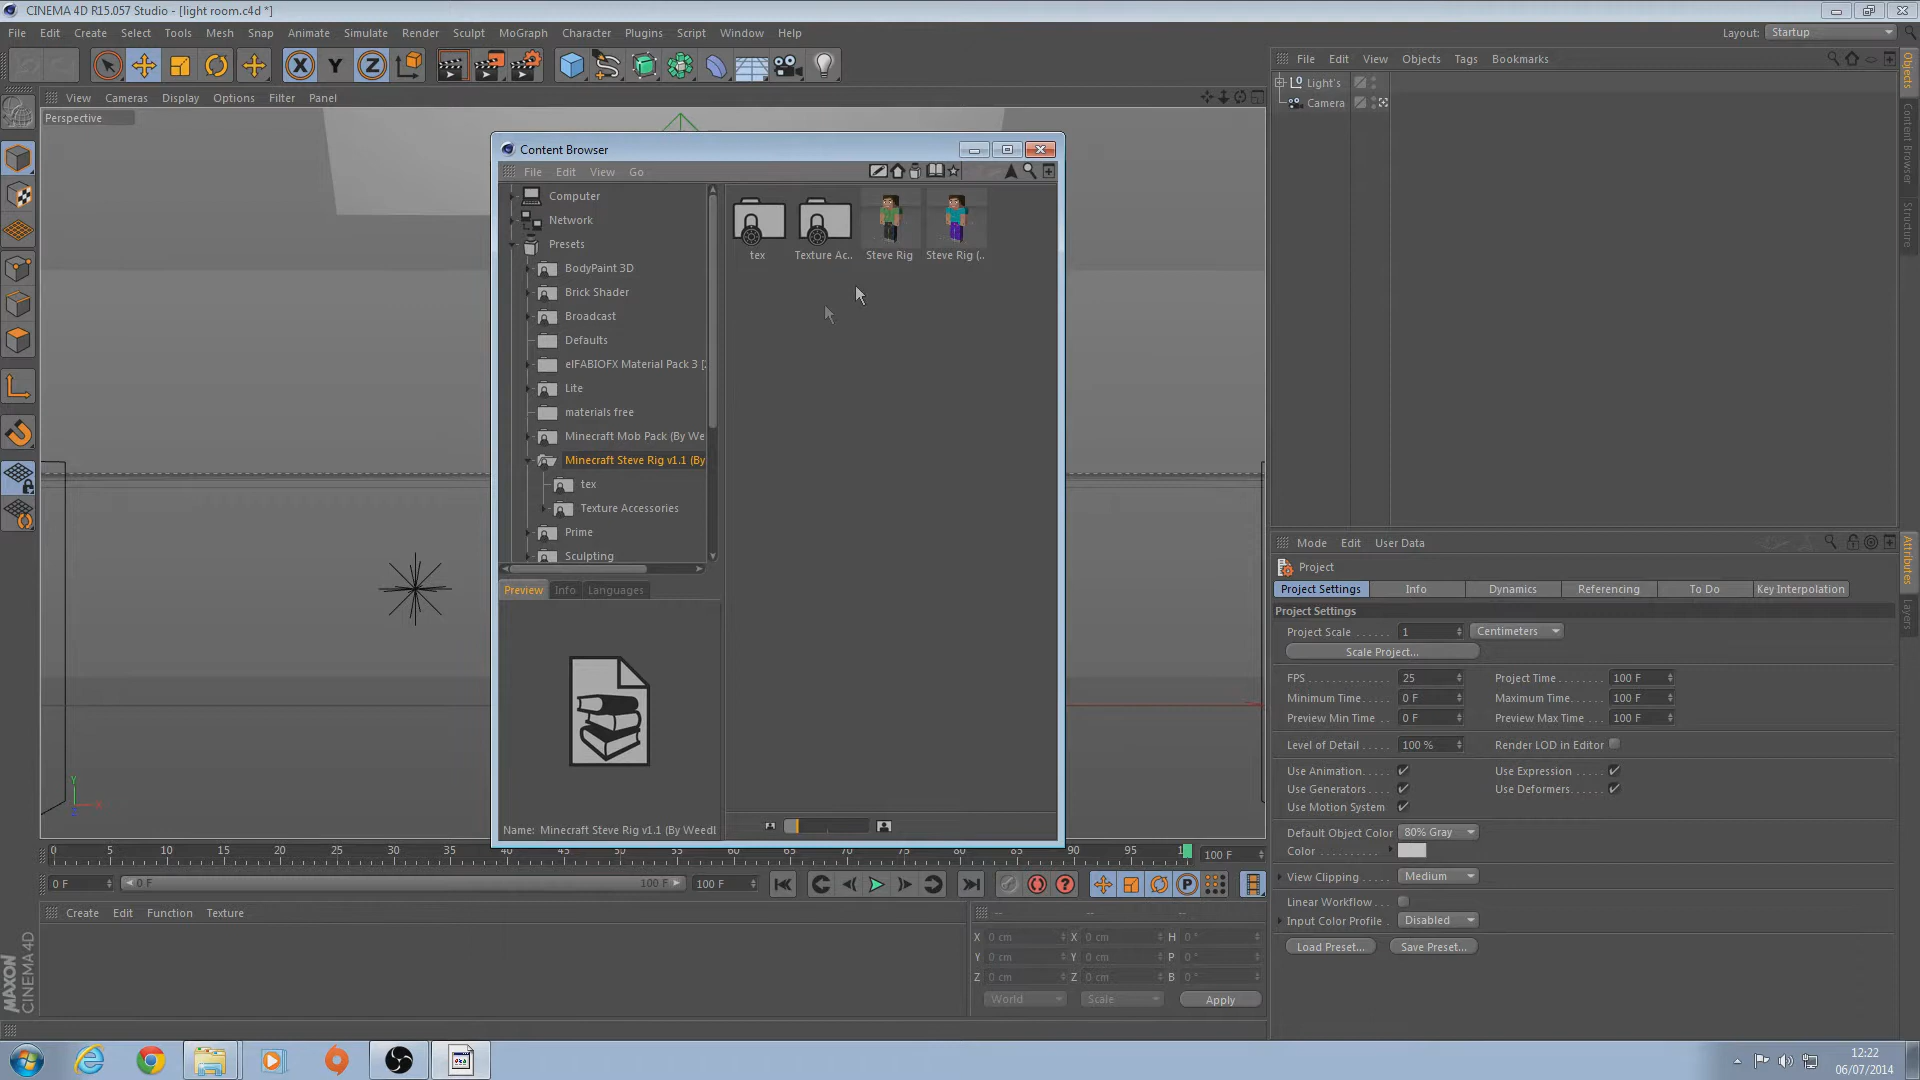 CINEMA 4D R15.057 Studio - [light room.c4d *]
File Edit Create Select Tools Mesh Snap Animate Simulate Render Sculpt MoGraph Character Plugins Script Window Help
Layout: Startup
X Y Z
File Edit View Objects Tags Bookmarks
Light's
Camera
Objects
Content Browser
Structure
View Cameras Display Options Filter Panel
Perspective
Content Browser
File Edit View Go
Computer
Network
Presets
BodyPaint 3D
Brick Shader
Broadcast
Defaults
elFABIOFX Material Pack 3 [
Lite
materials free
Minecraft Mob Pack (By We
Minecraft Steve Rig v1.1 (By
tex
Texture Accessories
Prime
Sculpting
tex
Texture Ac..
Steve Rig
Steve Rig (..
Preview Info Languages
Name: Minecraft Steve Rig v1.1 (By Weedl
Y
X
Z
Mode Edit User Data
Attributes
Layers
Project
Project Settings Info Dynamics Referencing To Do Key Interpolation
Project Settings
Project Scale . . . . . . 1 Centimeters
Scale Project...
FPS . . . . . . . . . . . . . . 25 Project Time . . . . . . . . 100 F
Minimum Time. . . . 0 F Maximum Time. . . . . 100 F
Preview Min Time . . 0 F Preview Max Time . . 100 F
Level of Detail . . . . . 100 % Render LOD in Editor
Use Animation. . . . . Use Expression . . . . .
Use Generators. . . . Use Deformers. . . . . .
Use Motion System
Default Object Color 80% Gray
Color . . . . . . . . . . .
View Clipping . . . . . Medium
Linear Workflow . . .
Input Color Profile . Disabled
Load Preset... Save Preset...
0 5 10 15 20 25 30 35 40 45 50 55 60 65 70 75 80 85 90 95 100 F
0 F 0 F 100 F 100 F
P
Create Edit Function Texture
-- -- --
X 0 cm X 0 cm H 0 °
Y 0 cm Y 0 cm P 0 °
Z 0 cm Z 0 cm B 0 °
World Scale Apply
MAXON
CINEMA 4D
12:22
06/07/2014